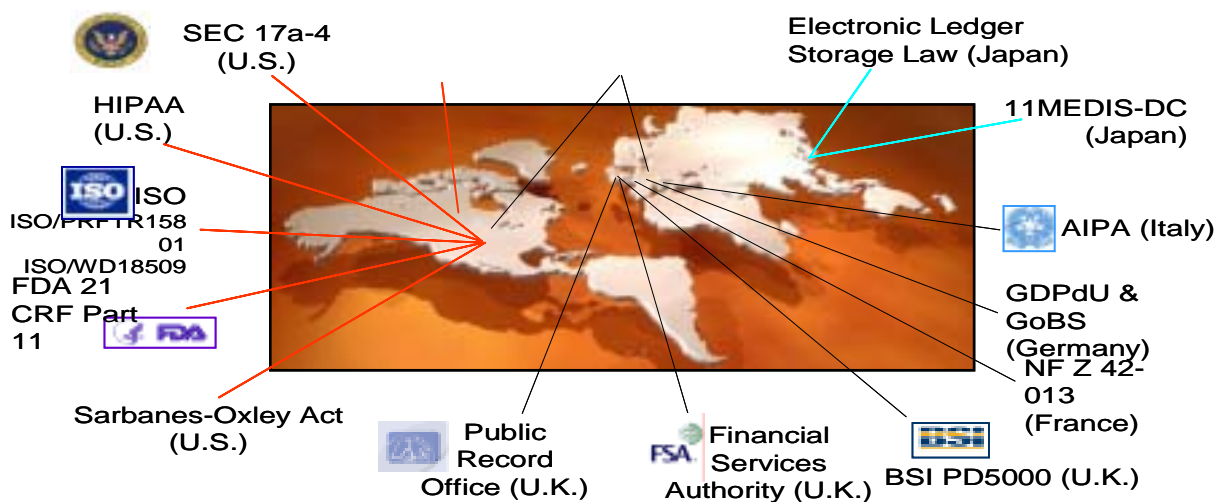 SEC 17a-4
(U.S.)
Electronic Ledger
Storage Law (Japan)
HIPAA
(U.S.)
11MEDIS-DC
(Japan)
ISO
ISO
ISO/PRFTR158
01
ISO/WD18509
AIPA (Italy)
FDA 21
CRF Part
11
FDA
GDPdU &
GoBS
(Germany)
NF Z 42-
013
(France)
Sarbanes-Oxley Act
(U.S.)
Public
Record
Office (U.K.)
FSA
Financial
Services
Authority (U.K.)
BSI
BSI PD5000 (U.K.)